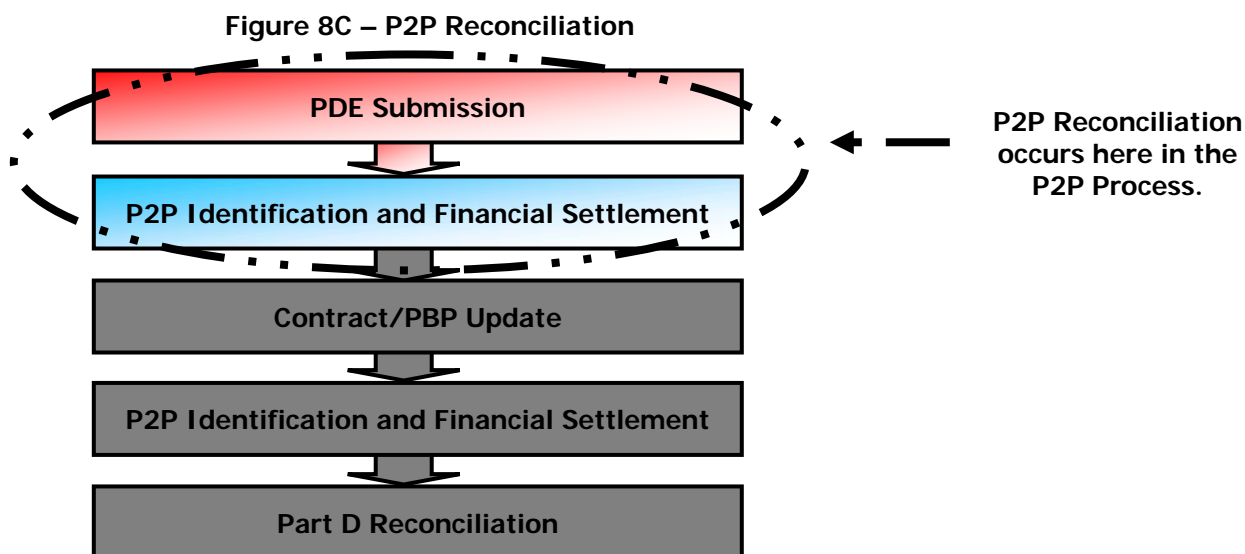 Figure 8C – P2P Reconciliation
PDE Submission
P2P Reconciliation
occurs here in the
P2P Process.
P2P Identification and Financial Settlement
Contract/PBP Update
P2P Identification and Financial Settlement
Part D Reconciliation